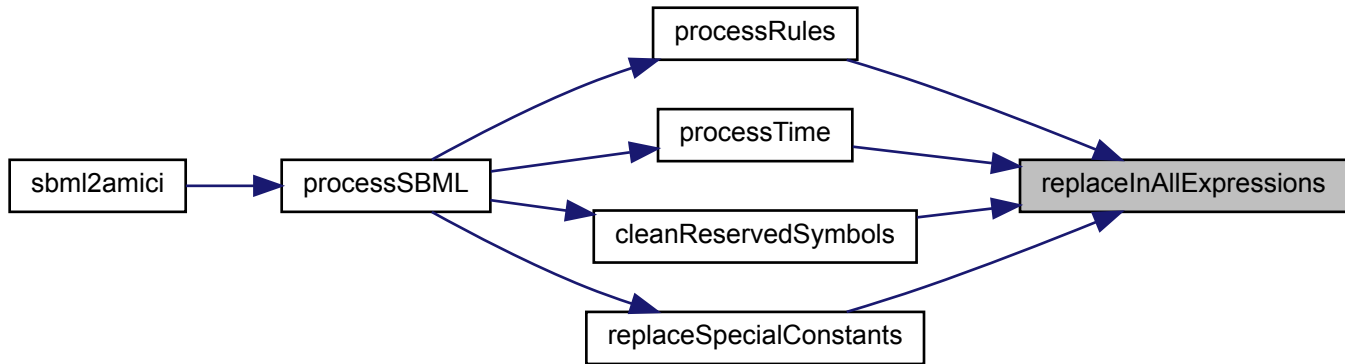 processRules
processTime
sbml2amici
processSBML
replaceInAllExpressions
cleanReservedSymbols
replaceSpecialConstants